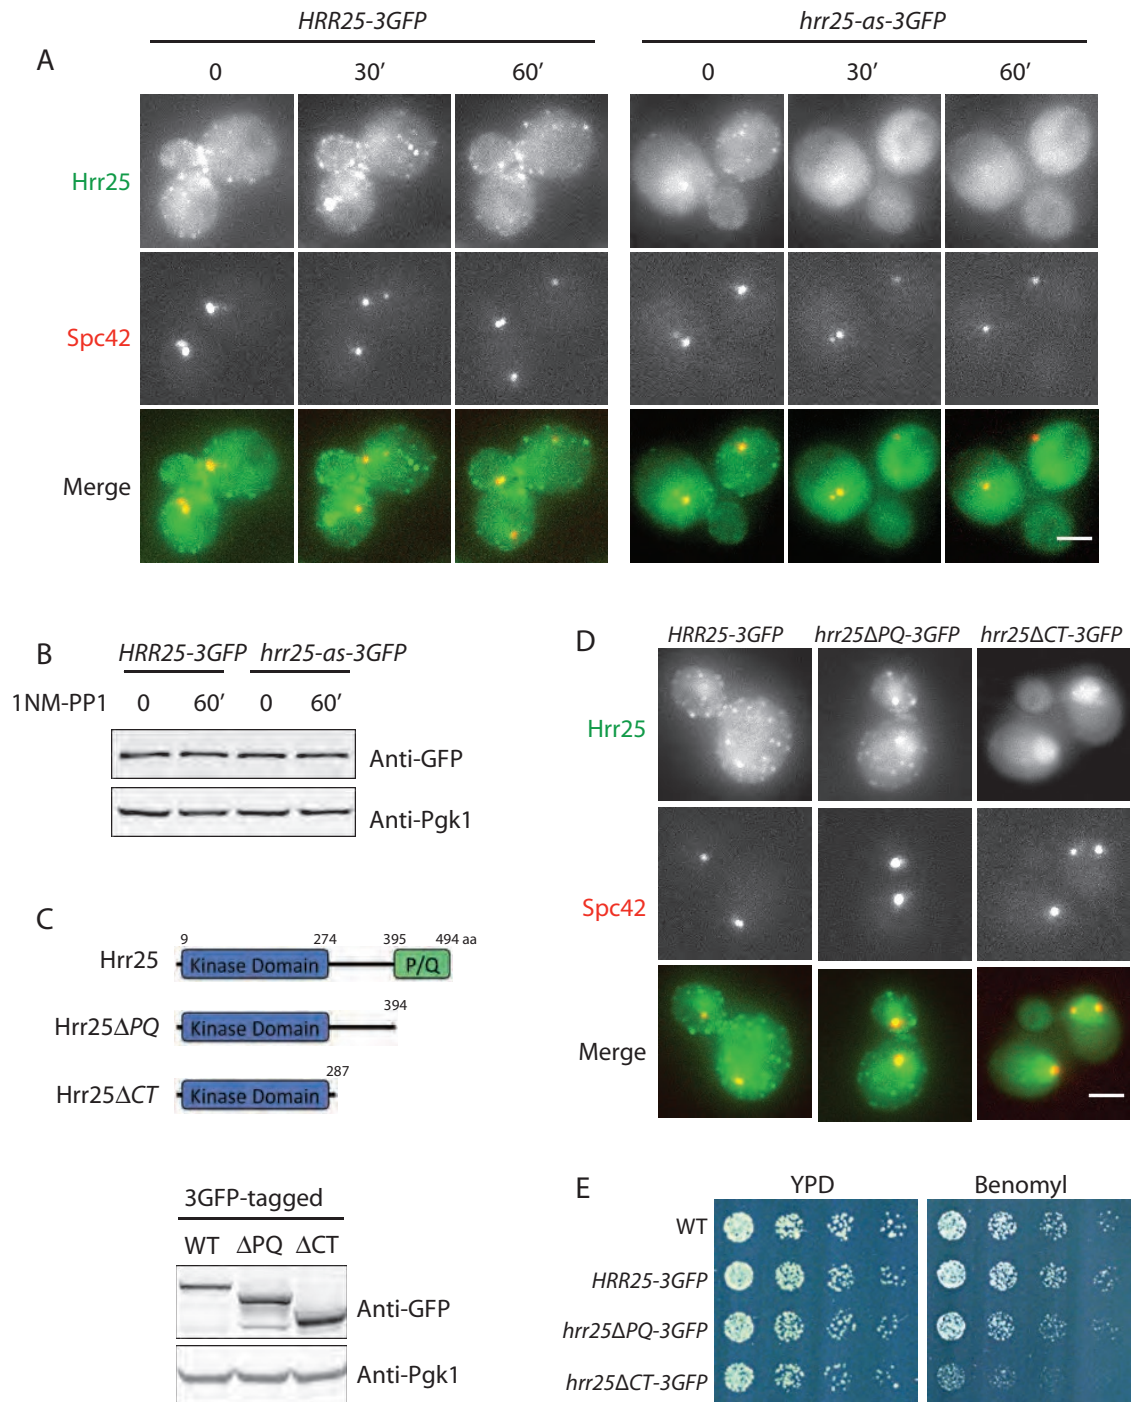 HRR25-3GFP hrr25-as-3GFP
A
0 30′ 60′ 0 30′ 60′
Hrr25
Spc42
Merge
B
HRR25-3GFP hrr25-as-3GFP
1NM-PP1 0 60′ 0 60′
Anti-GFP
Anti-Pgk1
C
9 274 395 494 aa
Hrr25 Kinase Domain P/Q
394
Hrr25ΔPQ Kinase Domain
287
Hrr25ΔCT Kinase Domain
3GFP-tagged
WT ΔPQ ΔCT
Anti-GFP
Anti-Pgk1
D
HRR25-3GFP hrr25ΔPQ-3GFP hrr25ΔCT-3GFP
Hrr25
Spc42
Merge
E
YPD Benomyl
WT
HRR25-3GFP
hrr25ΔPQ-3GFP
hrr25ΔCT-3GFP